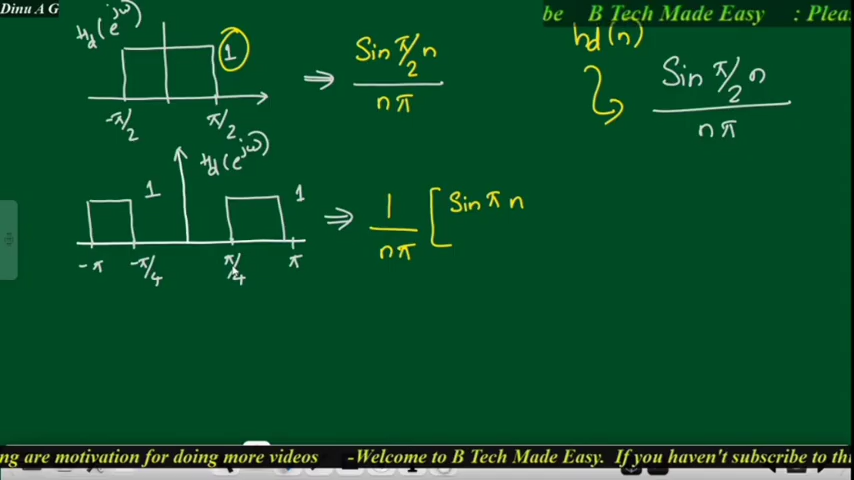 Dinu A G
be B Tech Made Easy : Plea
Hd(e^jω)
1
-π/2
π/2
⇒ Sin π/2 n / nπ
hd(n)
Sin π/2 n / nπ
Hd(e^jω)
1
1
-π
-π/4
π/4
π
⇒ 1/nπ [ Sin π n
ng are motivation for doing more videos -Welcome to B Tech Made Easy. If you haven't subscribe to thi